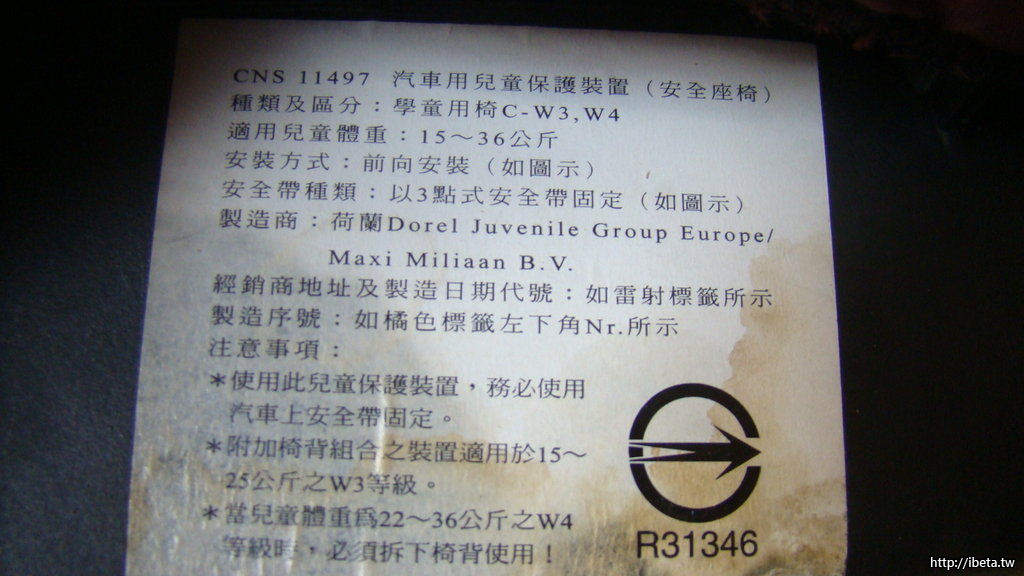 CNS 11497 汽車用兒童保護裝置（安全座椅）
種類及區分：學童用椅C-W3,W4
適用兒童體重：15～36公斤
安裝方式：前向安裝（如圖示）
安全帶種類：以3點式安全帶固定（如圖示）
製造商：荷蘭Dorel Juvenile Group Europe/
Maxi Miliaan B.V.
經銷商地址及製造日期代號：如雷射標籤所示
製造序號：如橘色標籤左下角Nr.所示
注意事項：
＊使用此兒童保護裝置，務必使用
汽車上安全帶固定。
＊附加椅背組合之裝置適用於15～
25公斤之W3等級。
＊當兒童體重爲22～36公斤之W4
等級時，必須拆下椅背使用！
R31346
http://ibeta.tw